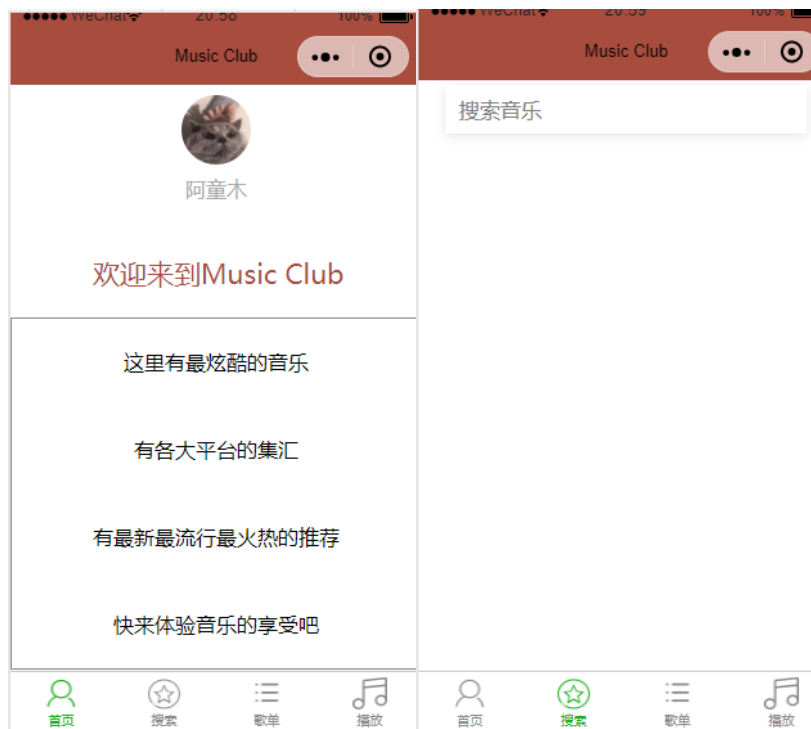 WeChat 20:58 100%
Music Club
阿童木
欢迎来到Music Club
这里有最炫酷的音乐
有各大平台的集汇
有最新最流行最火热的推荐
快来体验音乐的享受吧
首页 搜索 歌单 播放
WeChat 20:59 100%
Music Club
搜索音乐
首页 搜索 歌单 播放